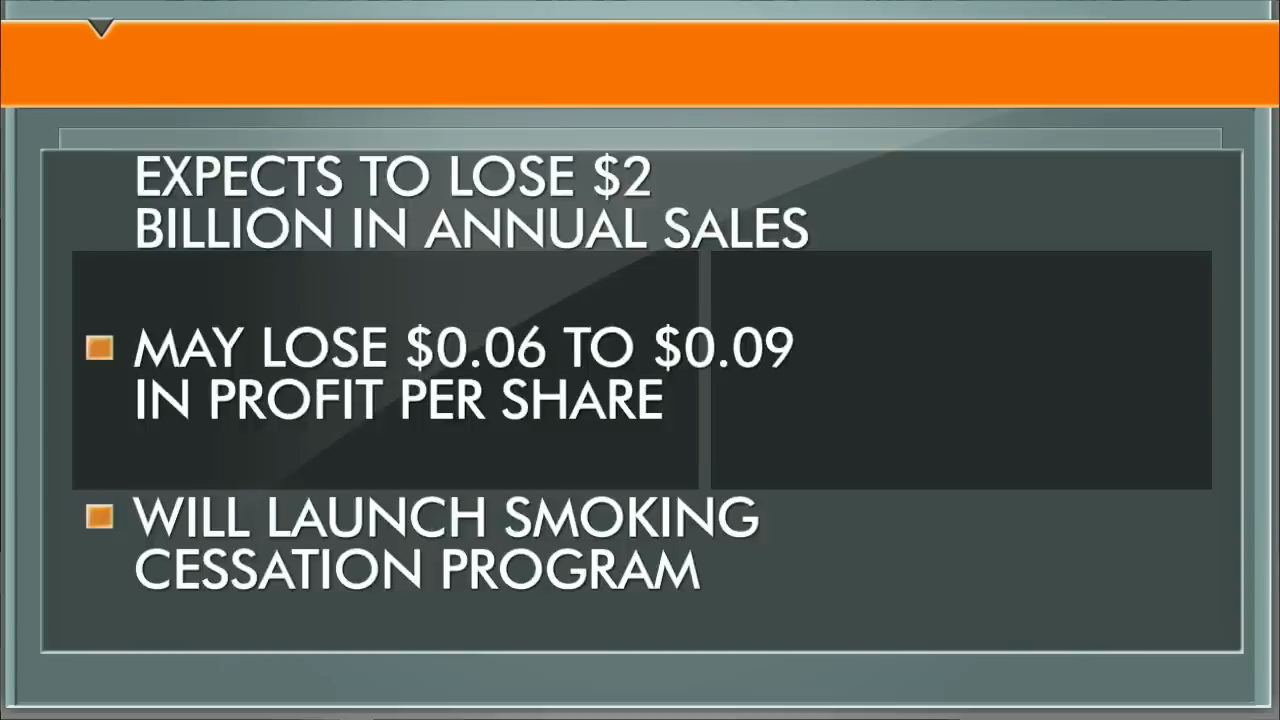 EXPECTS TO LOSE $2
BILLION IN ANNUAL SALES
MAY LOSE $0.06 TO $0.09
IN PROFIT PER SHARE
WILL LAUNCH SMOKING
CESSATION PROGRAM